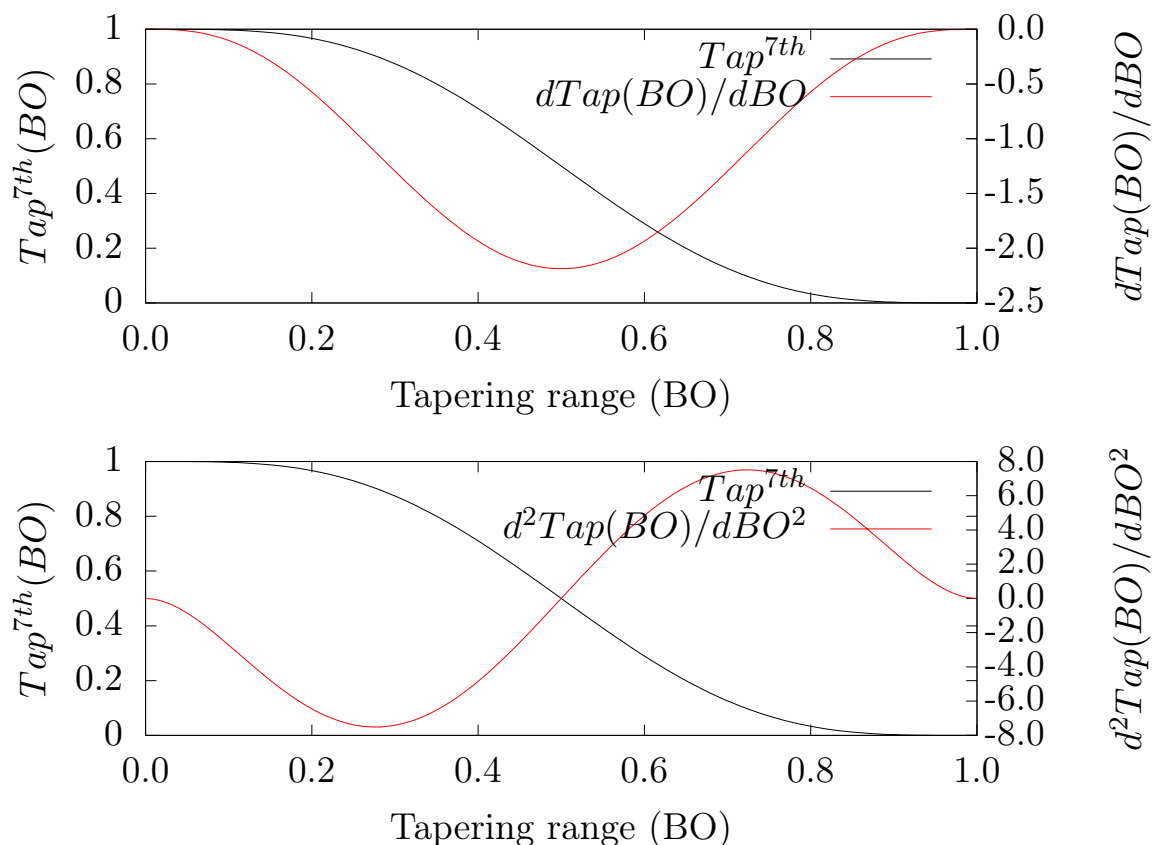 Tap^{7th}(BO)
1
0.8
0.6
0.4
0.2
0
Tap^{7th}
dTap(BO)/dBO
0.0
-0.5
-1.0
-1.5
-2.0
-2.5
dTap(BO)/dBO
0.0 0.2 0.4 0.6 0.8 1.0
Tapering range (BO)
Tap^{7th}(BO)
1
0.8
0.6
0.4
0.2
0
Tap^{7th}
d^2Tap(BO)/dBO^2
8.0
6.0
4.0
2.0
0.0
-2.0
-4.0
-6.0
-8.0
d^2Tap(BO)/dBO^2
0.0 0.2 0.4 0.6 0.8 1.0
Tapering range (BO)